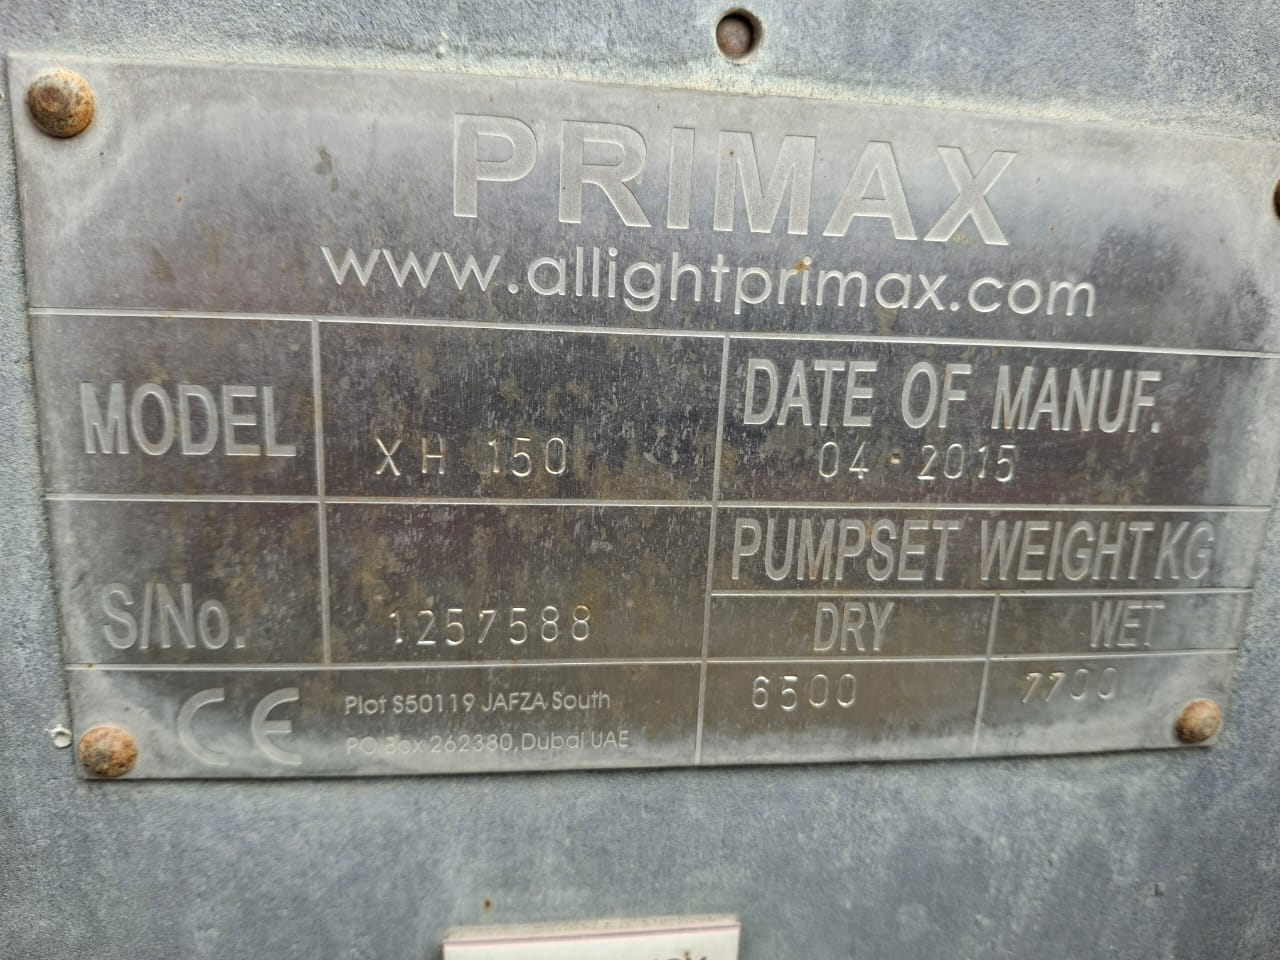 PRIMAX
www.allightprimax.com
MODEL XH 150
DATE OF MANUF.
04 · 2015
S/No. 1257588
PUMPSET WEIGHT KG
DRY WET
6500 7700
CE
Plot S50119 JAFZA South
PO Box 262380, Dubai UAE